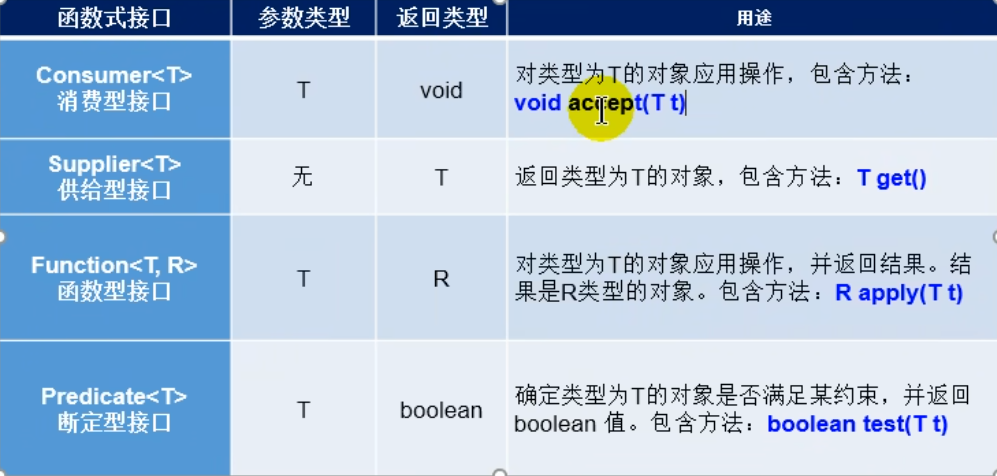 函数式接口 参数类型 返回类型 用途
Consumer<T>
消费型接口
T
void
对类型为T的对象应用操作，包含方法：
void accept(T t)
Supplier<T>
供给型接口
无
T
返回类型为T的对象，包含方法：T get()
Function<T, R>
函数型接口
T
R
对类型为T的对象应用操作，并返回结果。结
果是R类型的对象。包含方法：R apply(T t)
Predicate<T>
断定型接口
T
boolean
确定类型为T的对象是否满足某约束，并返回
boolean 值。包含方法：boolean test(T t)